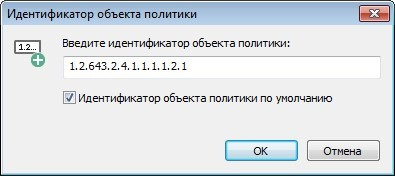 Идентификатор объекта политики
1.2...
Введите идентификатор объекта политики:
1.2.643.2.4.1.1.1.1.2.1
Идентификатор объекта политики по умолчанию
OK
Отмена